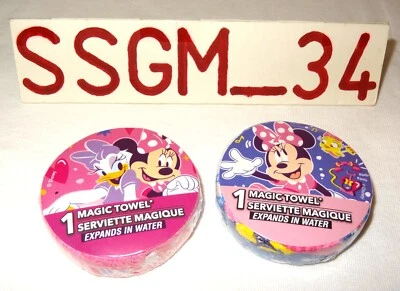 SSGM_34
1 MAGIC TOWEL*
SERVIETTE MAGIQUE
EXPANDS IN WATER
1 MAGIC TOWEL*
SERVIETTE MAGIQUE
EXPANDS IN WATER